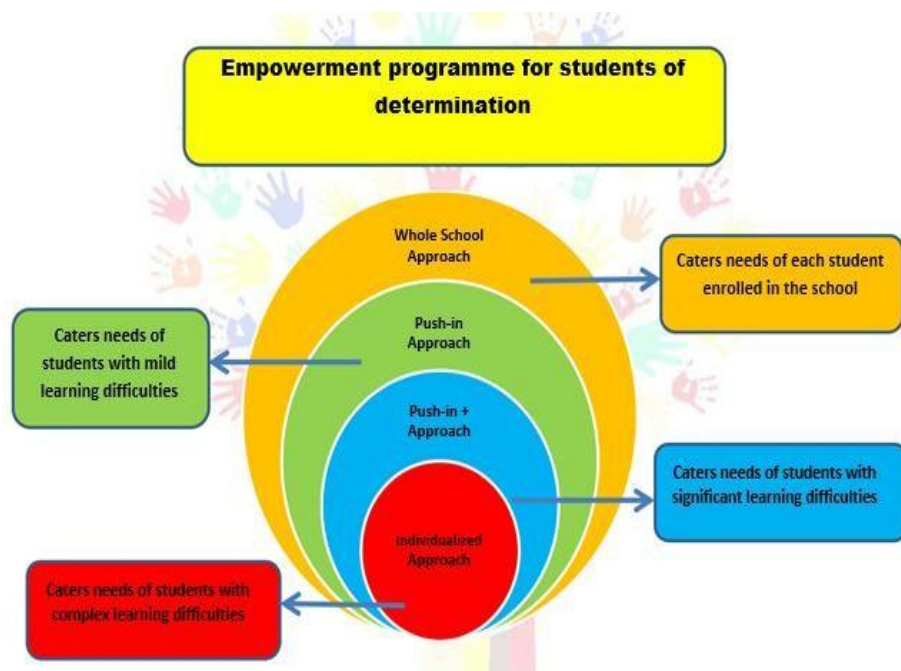 Empowerment programme for students of
determination
Whole School
Approach
Caters needs of each student
enrolled in the school
Push-in
Approach
Caters needs of
students with mild
learning difficulties
Push-in +
Approach
Caters needs of students with
significant learning difficulties
Individualized
Approach
Caters needs of students with
complex learning difficulties